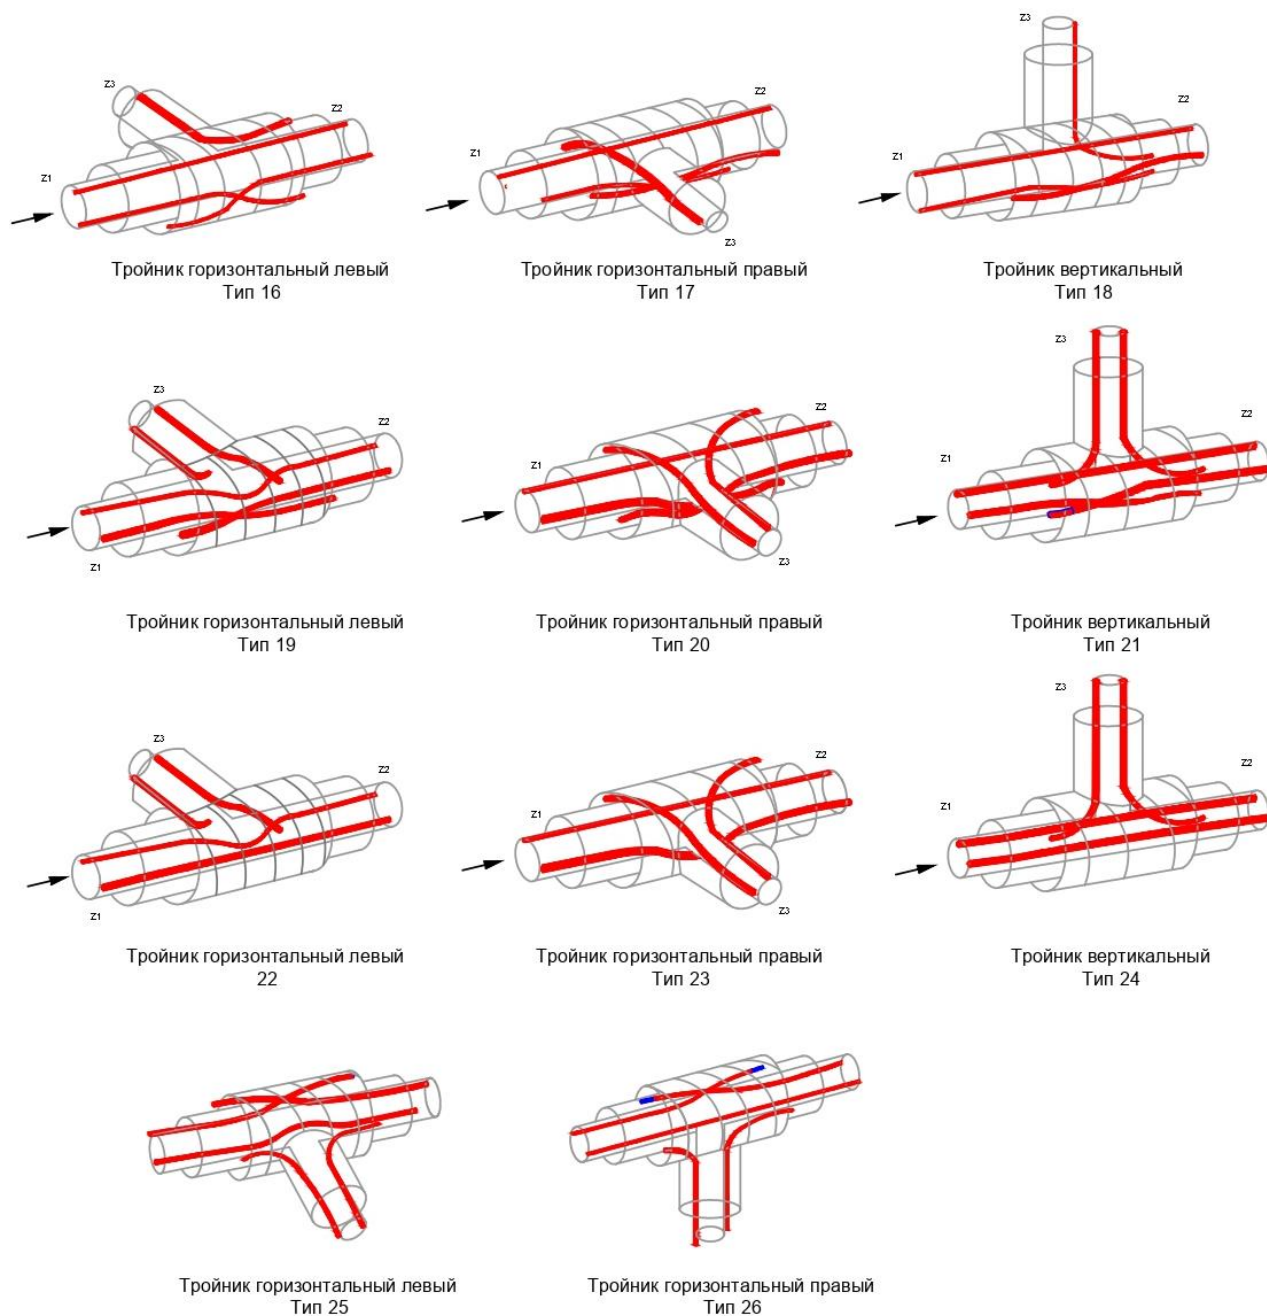 Z3
Z2
Z1
Тройник горизонтальный левый
Тип 16
Z2
Z1
Z3
Тройник горизонтальный правый
Тип 17
Z3
Z2
Z1
Тройник вертикальный
Тип 18
Z3
Z2
Z1
Тройник горизонтальный левый
Тип 19
Z2
Z1
Z3
Тройник горизонтальный правый
Тип 20
Z3
Z2
Z1
Тройник вертикальный
Тип 21
Z3
Z2
Z1
Тройник горизонтальный левый
22
Z2
Z1
Z3
Тройник горизонтальный правый
Тип 23
Z3
Z2
Z1
Тройник вертикальный
Тип 24
Тройник горизонтальный левый
Тип 25
Тройник горизонтальный правый
Тип 26